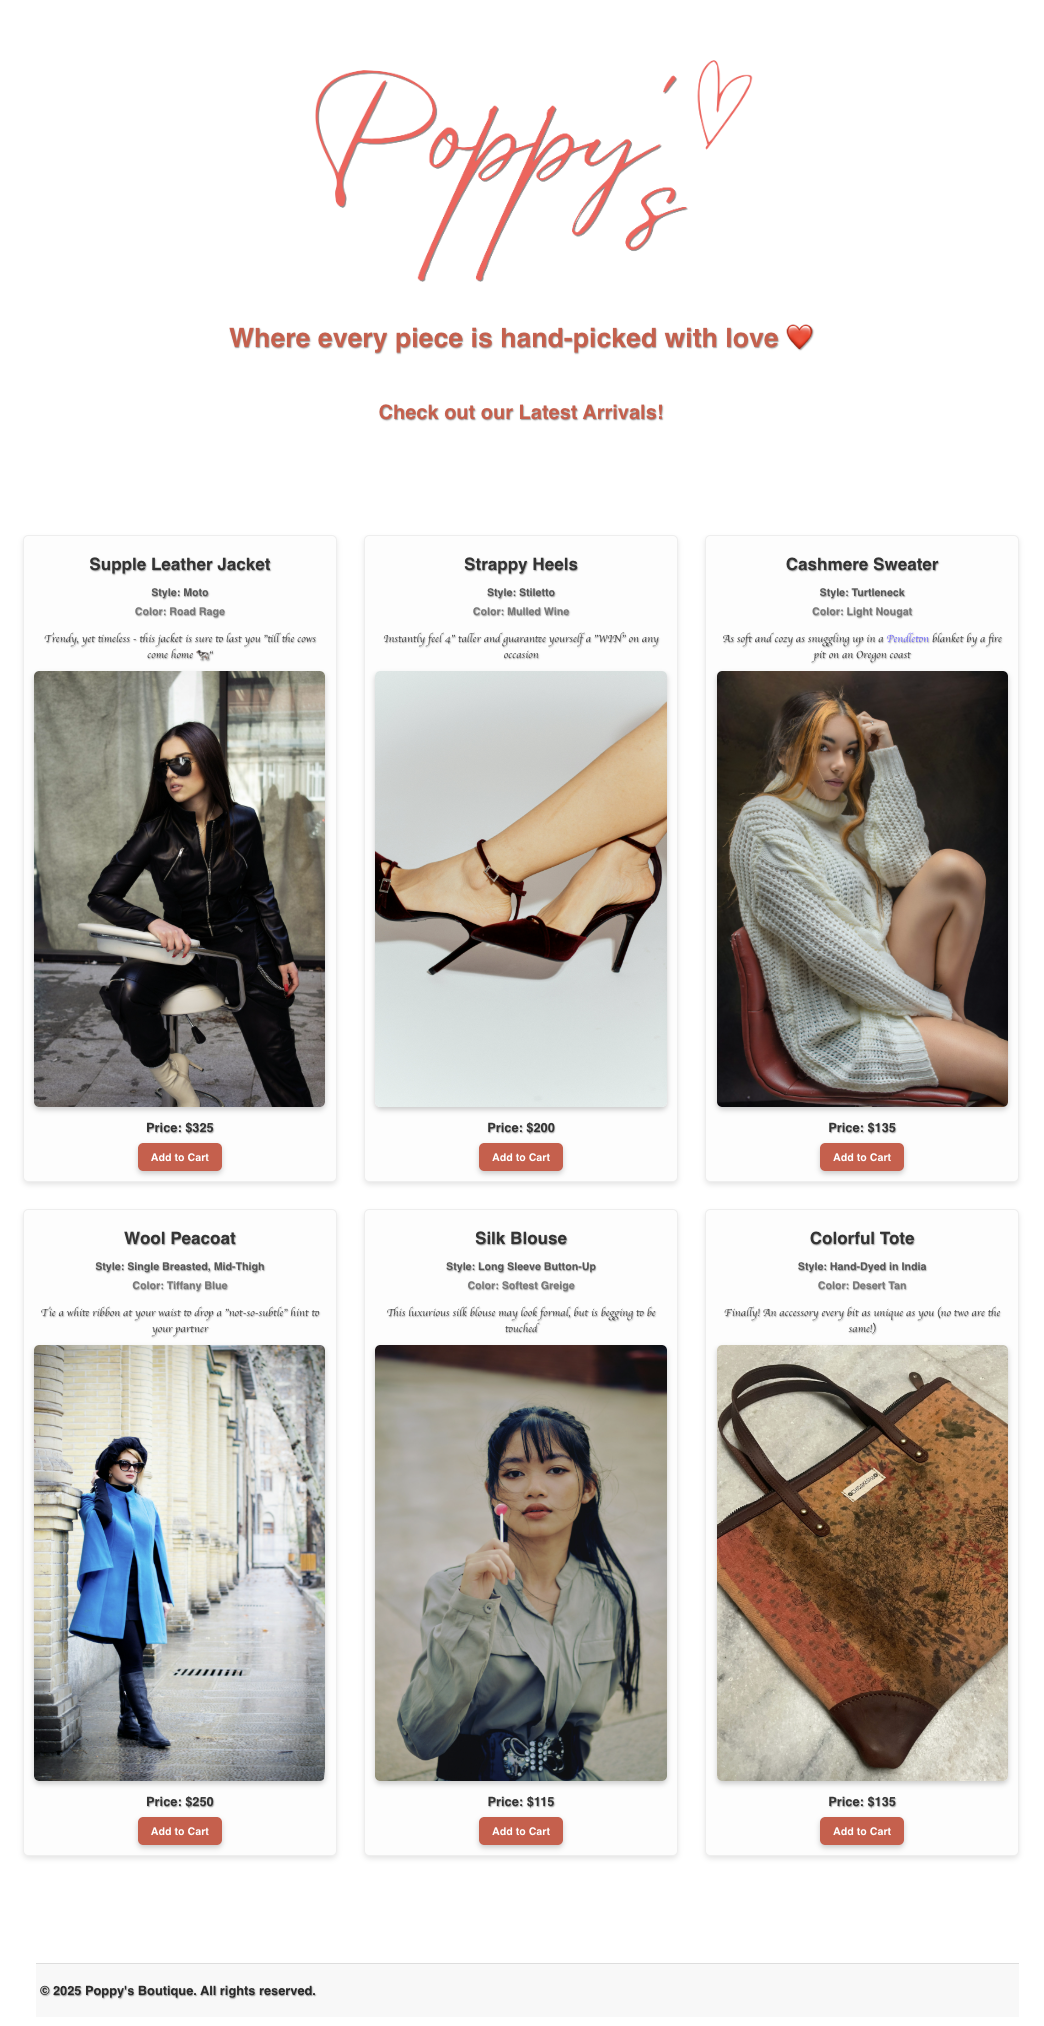 Poppy's
Where every piece is hand-picked with love ❤️
Check out our Latest Arrivals!
Supple Leather Jacket
Style: Moto
Color: Road Rage
Trendy, yet timeless - this jacket is sure to last you "till the cows
come home 🐄"
Price: $325
Add to Cart
Strappy Heels
Style: Stiletto
Color: Mulled Wine
Instantly feel 4" taller and guarantee yourself a "WIN" on any
occasion
Price: $200
Add to Cart
Cashmere Sweater
Style: Turtleneck
Color: Light Nougat
As soft and cozy as snuggling up in a Pendleton blanket by a fire
pit on an Oregon coast
Price: $135
Add to Cart
Wool Peacoat
Style: Single Breasted, Mid-Thigh
Color: Tiffany Blue
Tie a white ribbon at your waist to drop a "not-so-subtle" hint to
your partner
Price: $250
Add to Cart
Silk Blouse
Style: Long Sleeve Button-Up
Color: Softest Greige
This luxurious silk blouse may look formal, but is begging to be
touched
Price: $115
Add to Cart
Colorful Tote
Style: Hand-Dyed in India
Color: Desert Tan
Finally! An accessory every bit as unique as you (no two are the
same!)
Price: $135
Add to Cart
© 2025 Poppy's Boutique. All rights reserved.